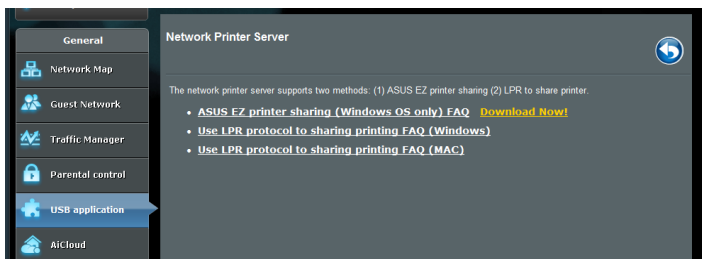 General
Network Map
Guest Network
Traffic Manager
Parental control
USB application
AiCloud
Network Printer Server
The network printer server supports two methods: (1) ASUS EZ printer sharing (2) LPR to share printer.
ASUS EZ printer sharing (Windows OS only) FAQ Download Now!
Use LPR protocol to sharing printing FAQ (Windows)
Use LPR protocol to sharing printing FAQ (MAC)